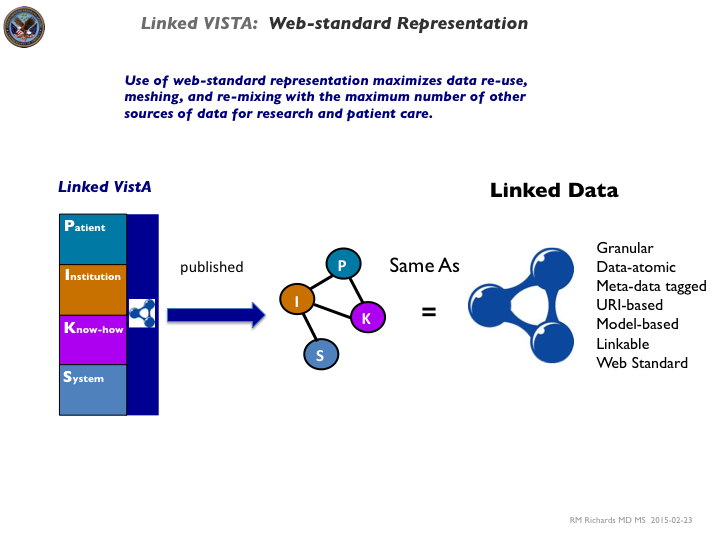 Linked VISTA: Web-standard Representation
Use of web-standard representation maximizes data re-use,
meshing, and re-mixing with the maximum number of other
sources of data for research and patient care.
Linked VistA
Patient
Institution
Know-how
System
published
P
I
K
S
Same As
=
Linked Data
Granular
Data-atomic
Meta-data tagged
URI-based
Model-based
Linkable
Web Standard
RM Richards MD MS 2015-02-23